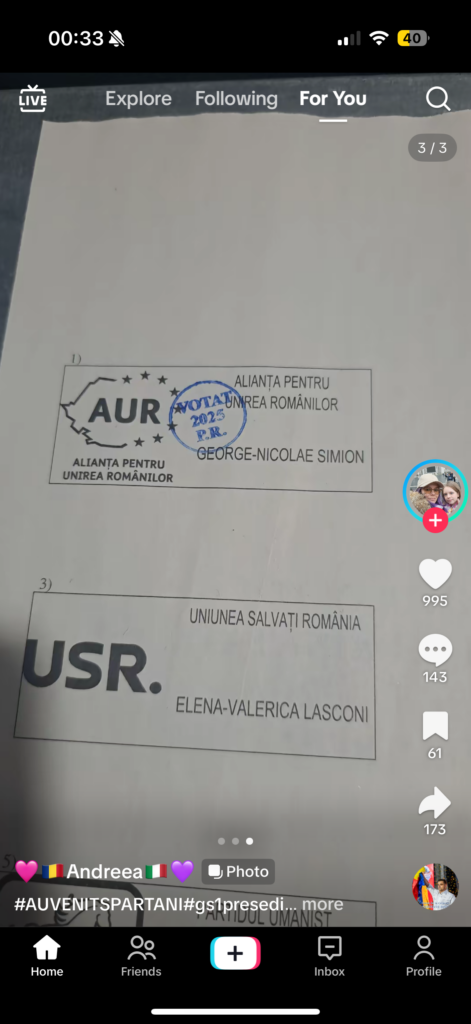 00:33
40
LIVE
Explore
Following
For You
3 / 3
1)
AUR
ALIANȚA PENTRU
UNIREA ROMÂNILOR
VOTAT
2025
P.R.
ALIANȚA PENTRU
UNIREA ROMÂNILOR
GEORGE-NICOLAE SIMION
3)
USR.
UNIUNEA SALVAȚI ROMÂNIA
ELENA-VALERICA LASCONI
995
143
61
173
5)
PARTIDUL UMANIST
Andreea
Photo
#AUVENITSPARTANI#gs1presedi... more
Home
Friends
Inbox
Profile